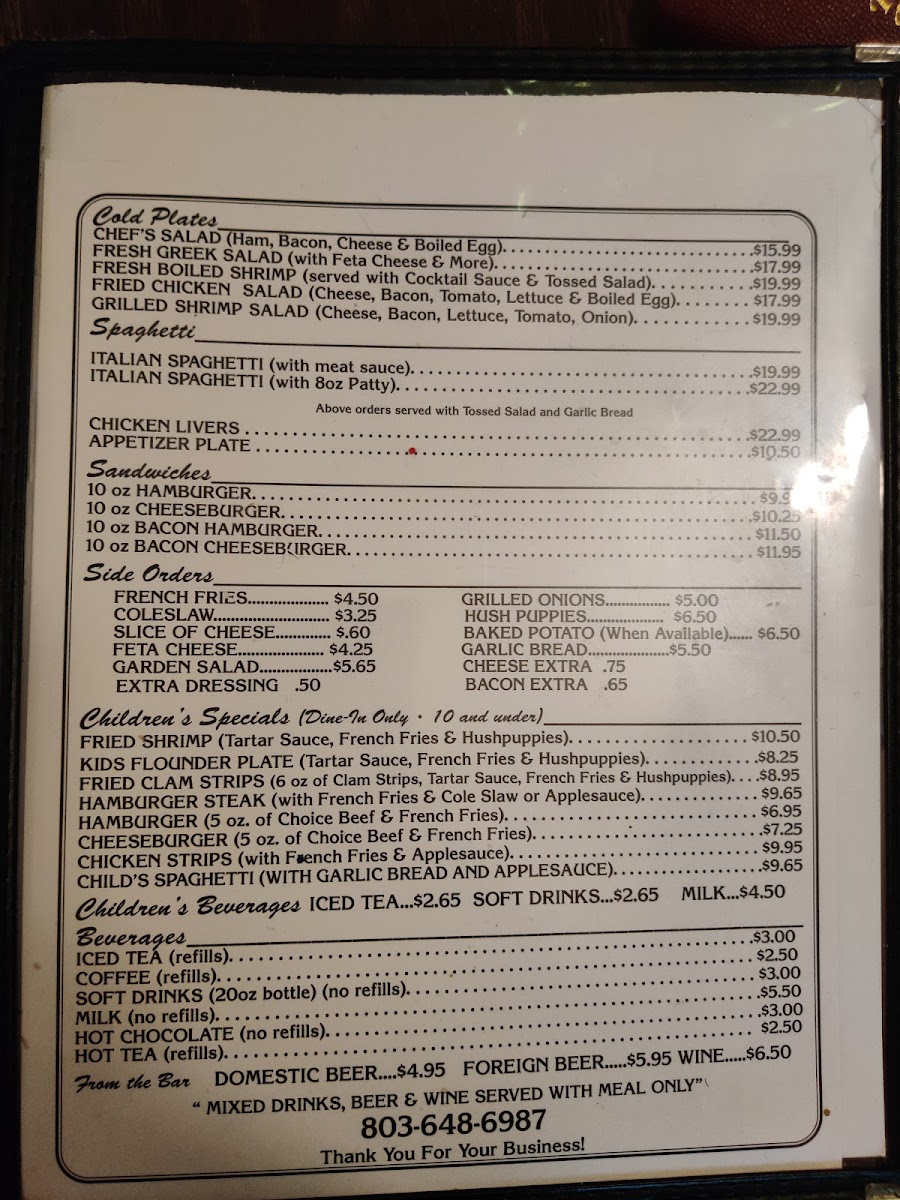 Cold Plates
CHEF'S SALAD (Ham, Bacon, Cheese & Boiled Egg)........................$15.99
FRESH GREEK SALAD (with Feta Cheese & More)........................$17.99
FRESH BOILED SHRIMP (served with Cocktail Sauce & Tossed Salad)............$19.99
FRIED CHICKEN SALAD (Cheese, Bacon, Tomato, Lettuce & Boiled Egg)........$17.99
GRILLED SHRIMP SALAD (Cheese, Bacon, Lettuce, Tomato, Onion)............$19.99
Spaghetti
ITALIAN SPAGHETTI (with meat sauce)........................$19.99
ITALIAN SPAGHETTI (with 8oz Patty)........................$22.99
Above orders served with Tossed Salad and Garlic Bread
CHICKEN LIVERS ........................$22.99
APPETIZER PLATE ........................$10.50
Sandwiches
10 oz HAMBURGER........................$9.9
10 oz CHEESEBURGER........................$10.25
10 oz BACON HAMBURGER........................$11.50
10 oz BACON CHEESEBURGER........................$11.95
Side Orders
FRENCH FRIES................... $4.50 GRILLED ONIONS................ $5.00
COLESLAW........................... $3.25 HUSH PUPPIES................... $6.50
SLICE OF CHEESE............. $.60 BAKED POTATO (When Available)...... $6.50
FETA CHEESE..................... $4.25 GARLIC BREAD.....................$5.50
GARDEN SALAD.................$5.65 CHEESE EXTRA .75
EXTRA DRESSING .50 BACON EXTRA .65
Children's Specials (Dine-In Only • 10 and under)
FRIED SHRIMP (Tartar Sauce, French Fries & Hushpuppies)...................$10.50
KIDS FLOUNDER PLATE (Tartar Sauce, French Fries & Hushpuppies)............$8.25
FRIED CLAM STRIPS (6 oz of Clam Strips, Tartar Sauce, French Fries & Hushpuppies)....$8.95
HAMBURGER STEAK (with French Fries & Cole Slaw or Applesauce)............$9.65
HAMBURGER (5 oz. of Choice Beef & French Fries)........................$6.95
CHEESEBURGER (5 oz. of Choice Beef & French Fries)........................$7.25
CHICKEN STRIPS (with French Fries & Applesauce)........................$9.95
CHILD'S SPAGHETTI (WITH GARLIC BREAD AND APPLESAUCE)................$9.65
Children's Beverages ICED TEA...$2.65 SOFT DRINKS...$2.65 MILK...$4.50
Beverages
ICED TEA (refills)........................$3.00
COFFEE (refills)........................$2.50
SOFT DRINKS (20oz bottle) (no refills)........................$3.00
MILK (no refills)........................$5.50
HOT CHOCOLATE (no refills)........................$3.00
HOT TEA (refills)........................$2.50
From the Bar DOMESTIC BEER....$4.95 FOREIGN BEER.....$5.95 WINE.....$6.50
“ MIXED DRINKS, BEER & WINE SERVED WITH MEAL ONLY”
803-648-6987
Thank You For Your Business!